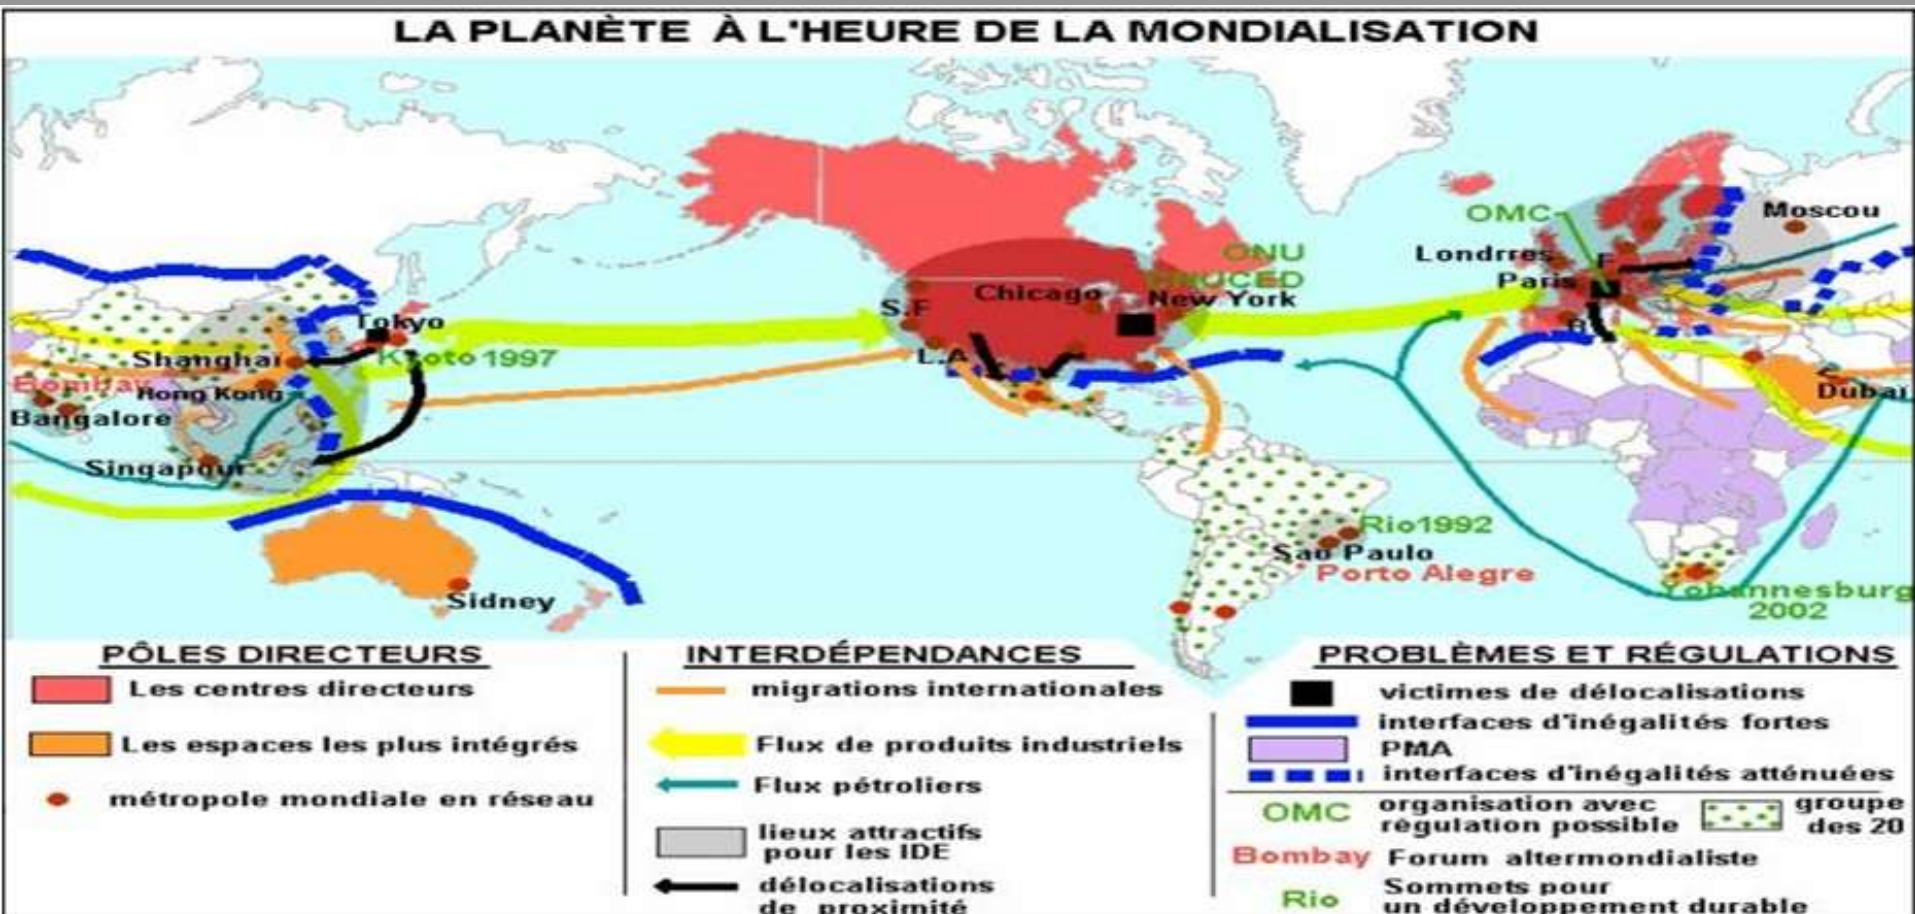 LA PLANÈTE À L'HEURE DE LA MONDIALISATION
Moscou
OMC
Londrres
Paris
ONU
Chicago
New York
S.F
L.A
Tokyo
Kyoto 1997
Shanghaï
Bombay
Hong Kong
Bangalore
Singapour
Dubaï
Rio1992
Sao Paulo
Porto Alegre
Sidney
Yohannesburg
2002
PÔLES DIRECTEURS
Les centres directeurs
Les espaces les plus intégrés
métropole mondiale en réseau
INTERDÉPENDANCES
migrations internationales
Flux de produits industriels
Flux pétroliers
lieux attractifs
pour les IDE
délocalisations
de proximité
PROBLÈMES ET RÉGULATIONS
victimes de délocalisations
interfaces d'inégalités fortes
PMA
interfaces d'inégalités atténuées
OMC organisation avec
régulation possible
groupe
des 20
Bombay Forum altermondialiste
Rio Sommets pour
un développement durable